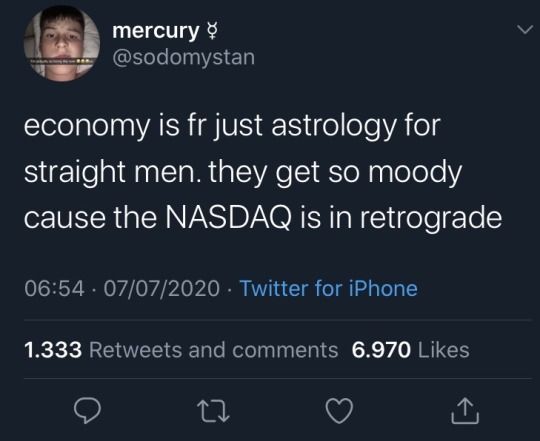 mercury ☿
@sodomystan
economy is fr just astrology for
straight men. they get so moody
cause the NASDAQ is in retrograde
06:54 · 07/07/2020 · Twitter for iPhone
1.333 Retweets and comments 6.970 Likes